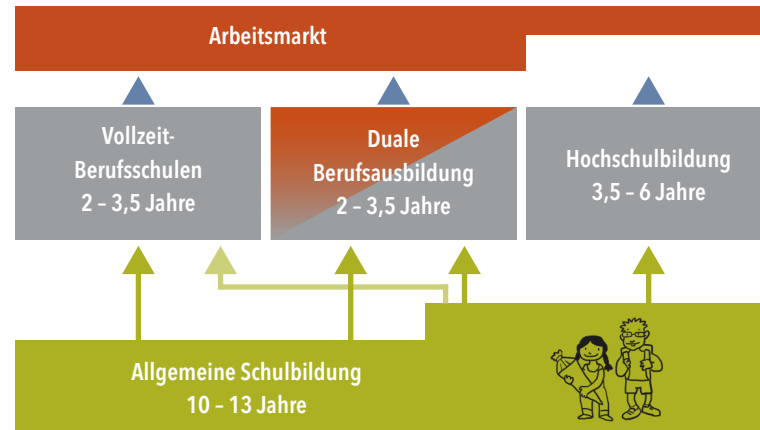 Arbeitsmarkt
Vollzeit-
Berufsschulen
2 – 3,5 Jahre
Duale
Berufsausbildung
2 – 3,5 Jahre
Hochschulbildung
3,5 – 6 Jahre
Allgemeine Schulbildung
10 – 13 Jahre